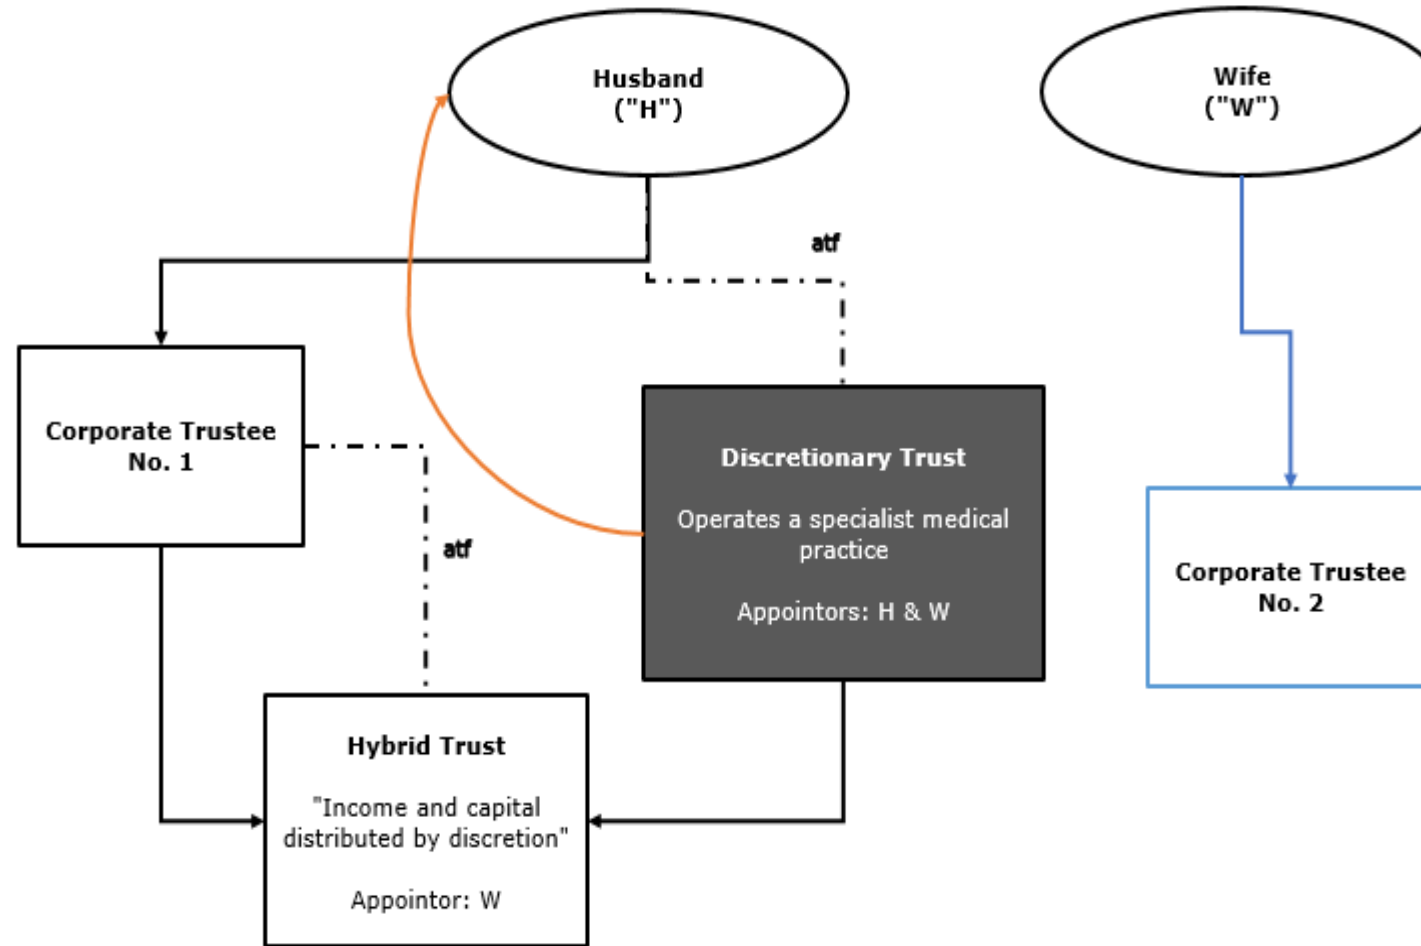 Husband
("H")
Wife
("W")
atf
Corporate Trustee
No. 1
atf
Discretionary Trust
Operates a specialist medical
practice
Appointors: H & W
Corporate Trustee
No. 2
Hybrid Trust
"Income and capital
distributed by discretion"
Appointor: W